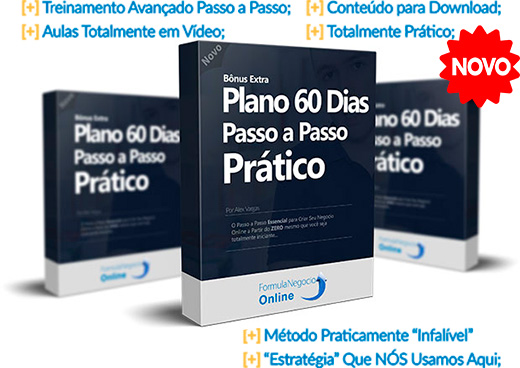 [+] Treinamento Avançado Passo a Passo;
[+] Conteúdo para Download;
[+] Aulas Totalmente em Vídeo;
[+] Totalmente Prático;
NOVO
Novo
Bônus Extra
Plano 60 Dias
Passo a Passo
Prático
Bônus Extra
Plano 60 Dias
Passo a Passo
Prático
Por Alex Vargas
O Passo a Passo Essencial para Criar Seu Negócio
Online a Partir do ZERO mesmo que você seja
totalmente iniciante...
FormulaNegocio
Online
Online
Plano 60 Dias
Passo a Passo
Prático
Online
[+] Método Praticamente “Infalível”
[+] “Estratégia” Que NÓS Usamos Aqui;